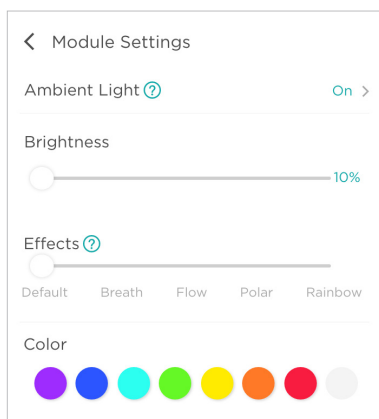 Module Settings
Ambient Light ? On >
Brightness
10%
Effects ?
Default Breath Flow Polar Rainbow
Color